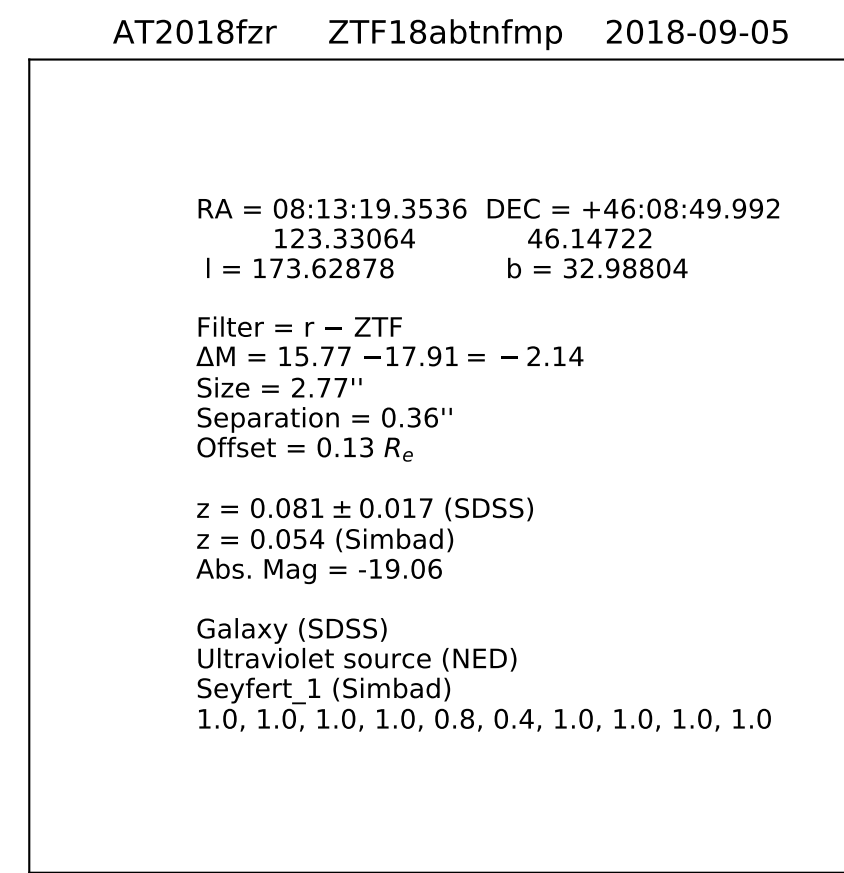 AT2018fzr ZTF18abtnfmp 2018-09-05
RA = 08:13:19.3536 DEC = +46:08:49.992
123.33064 46.14722
l = 173.62878 b = 32.98804
Filter = r − ZTF
ΔM = 15.77 −17.91 = −2.14
Size = 2.77''
Separation = 0.36''
Offset = 0.13 Rₑ
z = 0.081 ± 0.017 (SDSS)
z = 0.054 (Simbad)
Abs. Mag = -19.06
Galaxy (SDSS)
Ultraviolet source (NED)
Seyfert_1 (Simbad)
1.0, 1.0, 1.0, 1.0, 0.8, 0.4, 1.0, 1.0, 1.0, 1.0